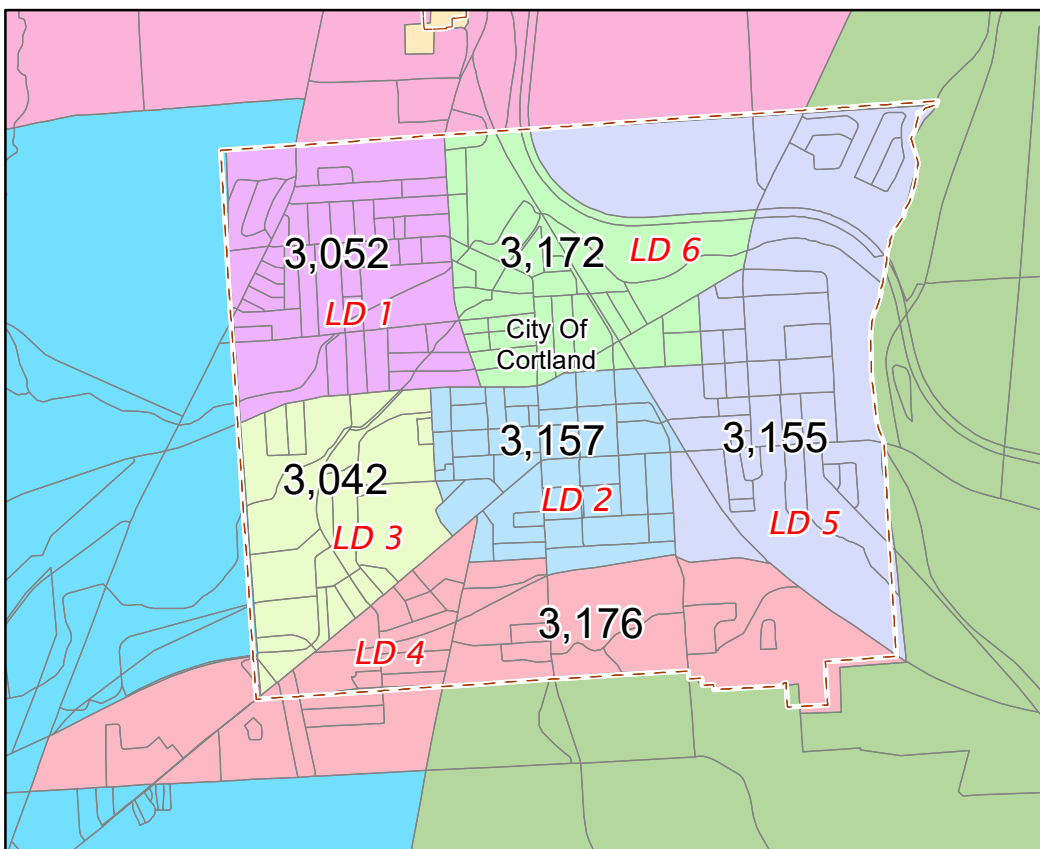 3,052
LD 1
3,172
LD 6
City Of
Cortland
3,042
LD 3
3,157
LD 2
3,155
LD 5
3,176
LD 4